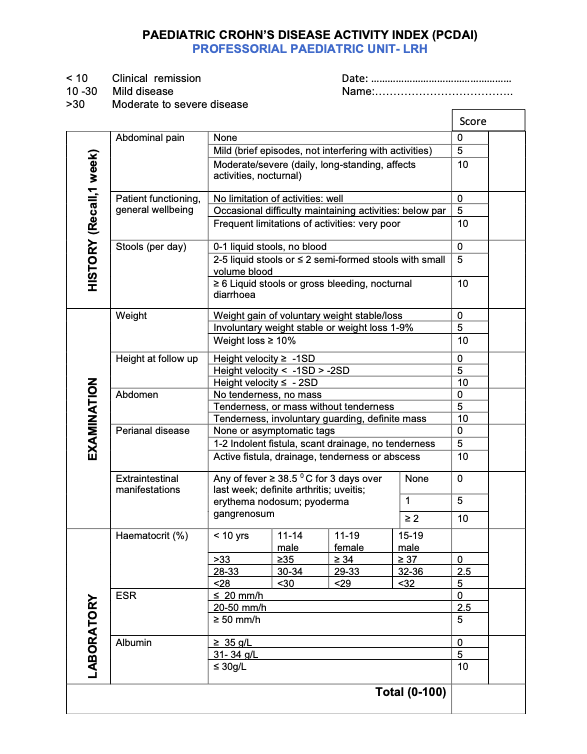 PAEDIATRIC CROHN'S DISEASE ACTIVITY INDEX (PCDAI)
PROFESSORIAL PAEDIATRIC UNIT- LRH
< 10 Clinical remission
10 -30 Mild disease
>30 Moderate to severe disease
Date: ……………………………………………
Name:………………………………….
Score
HISTORY (Recall,1 week)
Abdominal pain
None 0
Mild (brief episodes, not interfering with activities) 5
Moderate/severe (daily, long-standing, affects 10
activities, nocturnal)
Patient functioning,
general wellbeing
No limitation of activities: well 0
Occasional difficulty maintaining activities: below par 5
Frequent limitations of activities: very poor 10
Stools (per day)
0-1 liquid stools, no blood 0
2-5 liquid stools or ≤ 2 semi-formed stools with small 5
volume blood
≥ 6 Liquid stools or gross bleeding, nocturnal 10
diarrhoea
EXAMINATION
Weight
Weight gain of voluntary weight stable/loss 0
Involuntary weight stable or weight loss 1-9% 5
Weight loss ≥ 10% 10
Height at follow up
Height velocity ≥ -1SD 0
Height velocity < -1SD > -2SD 5
Height velocity ≤ - 2SD 10
Abdomen
No tenderness, no mass 0
Tenderness, or mass without tenderness 5
Tenderness, involuntary guarding, definite mass 10
Perianal disease
None or asymptomatic tags 0
1-2 Indolent fistula, scant drainage, no tenderness 5
Active fistula, drainage, tenderness or abscess 10
Extraintestinal
manifestations
Any of fever ≥ 38.5 ⁰C for 3 days over
last week; definite arthritis; uveitis;
erythema nodosum; pyoderma
gangrenosum
None 0
1 5
≥ 2 10
LABORATORY
Haematocrit (%)
< 10 yrs 11-14 male 11-19 female 15-19 male
>33 ≥35 ≥ 34 ≥ 37 0
28-33 30-34 29-33 32-36 2.5
<28 <30 <29 <32 5
ESR
≤ 20 mm/h 0
20-50 mm/h 2.5
≥ 50 mm/h 5
Albumin
≥ 35 g/L 0
31- 34 g/L 5
≤ 30g/L 10
Total (0-100)